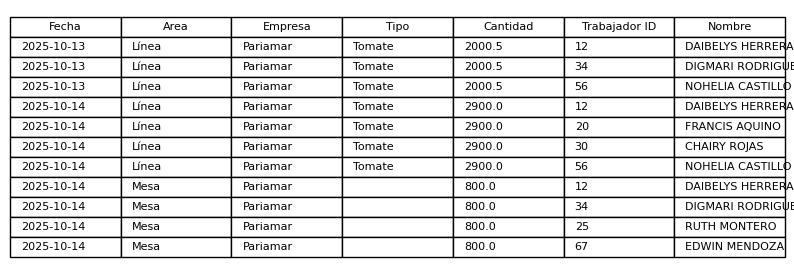 Fecha Area Empresa Tipo Cantidad Trabajador ID Nombre
2025-10-13 Línea Pariamar Tomate 2000.5 12 DAIBELYS HERRERA
2025-10-13 Línea Pariamar Tomate 2000.5 34 DIGMARI RODRIGUE
2025-10-13 Línea Pariamar Tomate 2000.5 56 NOHELIA CASTILLO
2025-10-14 Línea Pariamar Tomate 2900.0 12 DAIBELYS HERRERA
2025-10-14 Línea Pariamar Tomate 2900.0 20 FRANCIS AQUINO
2025-10-14 Línea Pariamar Tomate 2900.0 30 CHAIRY ROJAS
2025-10-14 Línea Pariamar Tomate 2900.0 56 NOHELIA CASTILLO
2025-10-14 Mesa Pariamar 800.0 12 DAIBELYS HERRERA
2025-10-14 Mesa Pariamar 800.0 34 DIGMARI RODRIGUE
2025-10-14 Mesa Pariamar 800.0 25 RUTH MONTERO
2025-10-14 Mesa Pariamar 800.0 67 EDWIN MENDOZA